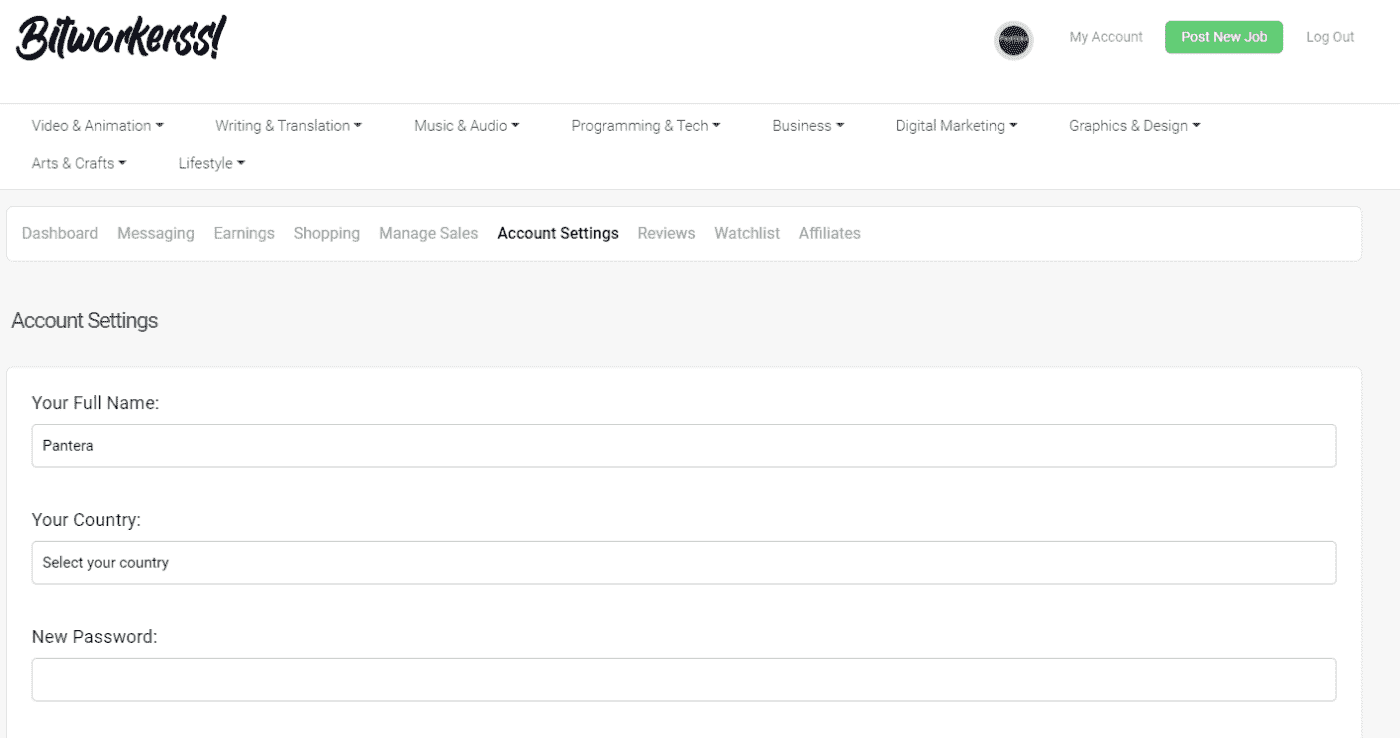 Bitworkerss!
My Account Post New Job Log Out
Video & Animation Writing & Translation Music & Audio Programming & Tech Business Digital Marketing Graphics & Design
Arts & Crafts Lifestyle
Dashboard Messaging Earnings Shopping Manage Sales Account Settings Reviews Watchlist Affiliates
Account Settings
Your Full Name:
Pantera
Your Country:
Select your country
New Password: